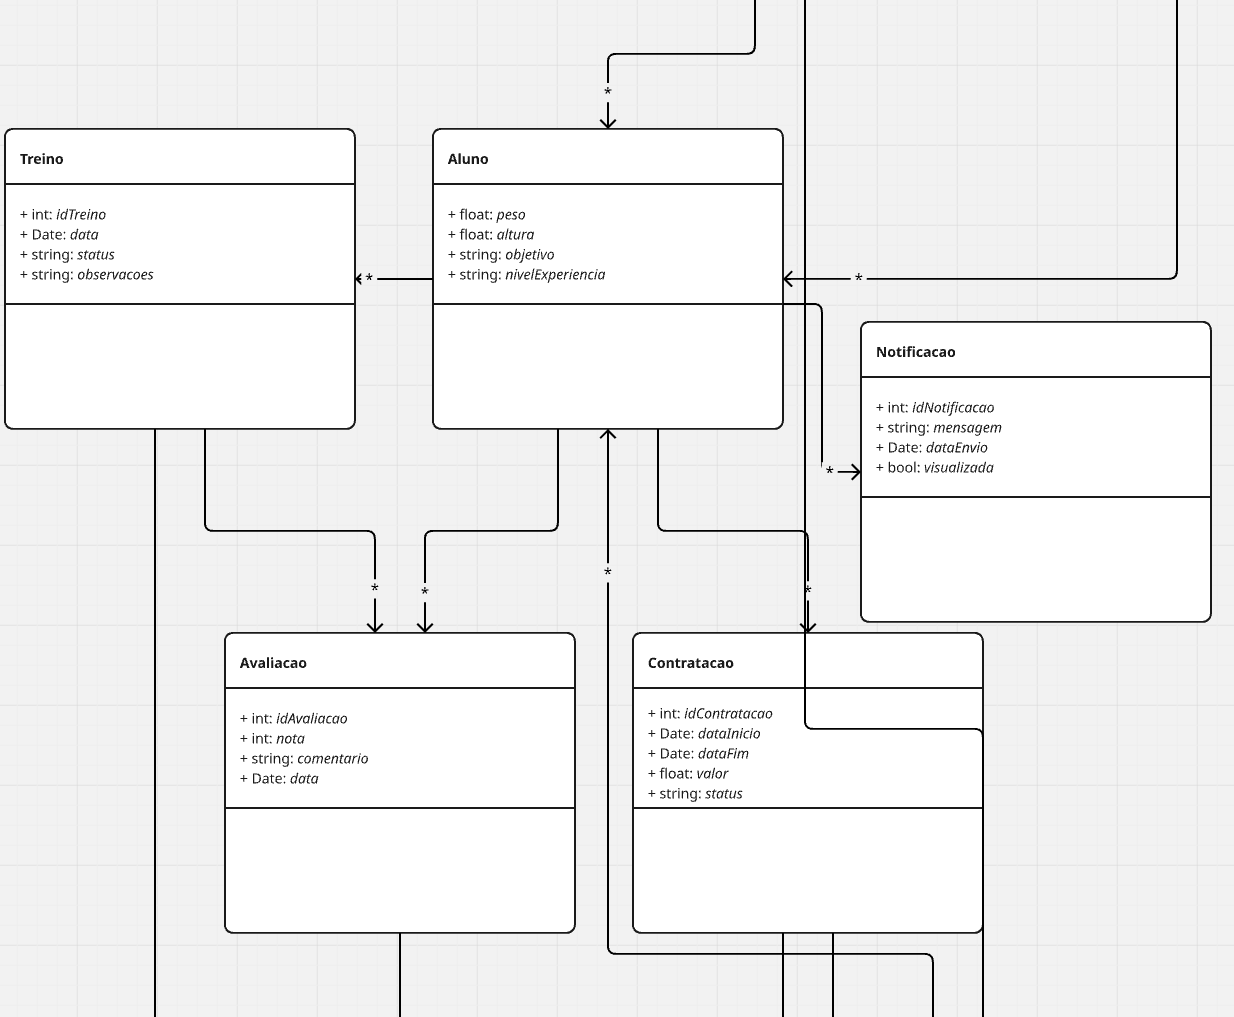 *
Treino
+ int: idTreino
+ Date: data
+ string: status
+ string: observacoes
*
Aluno
+ float: peso
+ float: altura
+ string: objetivo
+ string: nivelExperiencia
*
Notificacao
+ int: idNotificacao
+ string: mensagem
+ Date: dataEnvio
+ bool: visualizada
*
*
*
*
*
Avaliacao
+ int: idAvaliacao
+ int: nota
+ string: comentario
+ Date: data
Contratacao
+ int: idContratacao
+ Date: dataInicio
+ Date: dataFim
+ float: valor
+ string: status